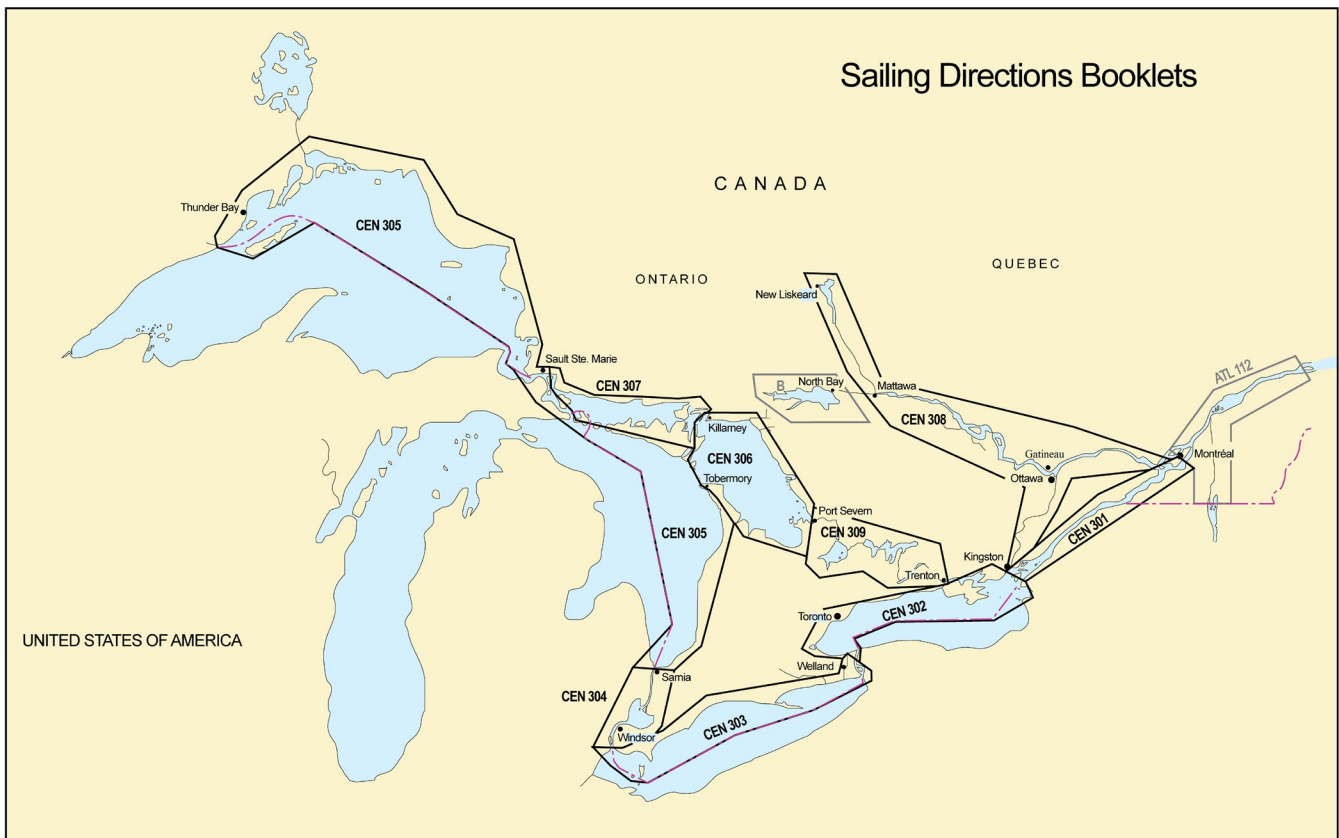 Sailing Directions Booklets
CANADA
Thunder Bay
CEN 305
QUEBEC
ONTARIO
New Liskeard
Sault Ste. Marie
ATL 112
CEN 307
B
North Bay
Mattawa
CEN 308
Killarney
CEN 306
Gatineau
Montréal
Tobermory
Ottawa
Port Severn
CEN 305
CEN 309
CEN 301
Kingston
Trenton
Toronto
CEN 302
UNITED STATES OF AMERICA
Welland
Sarnia
CEN 304
CEN 303
Windsor